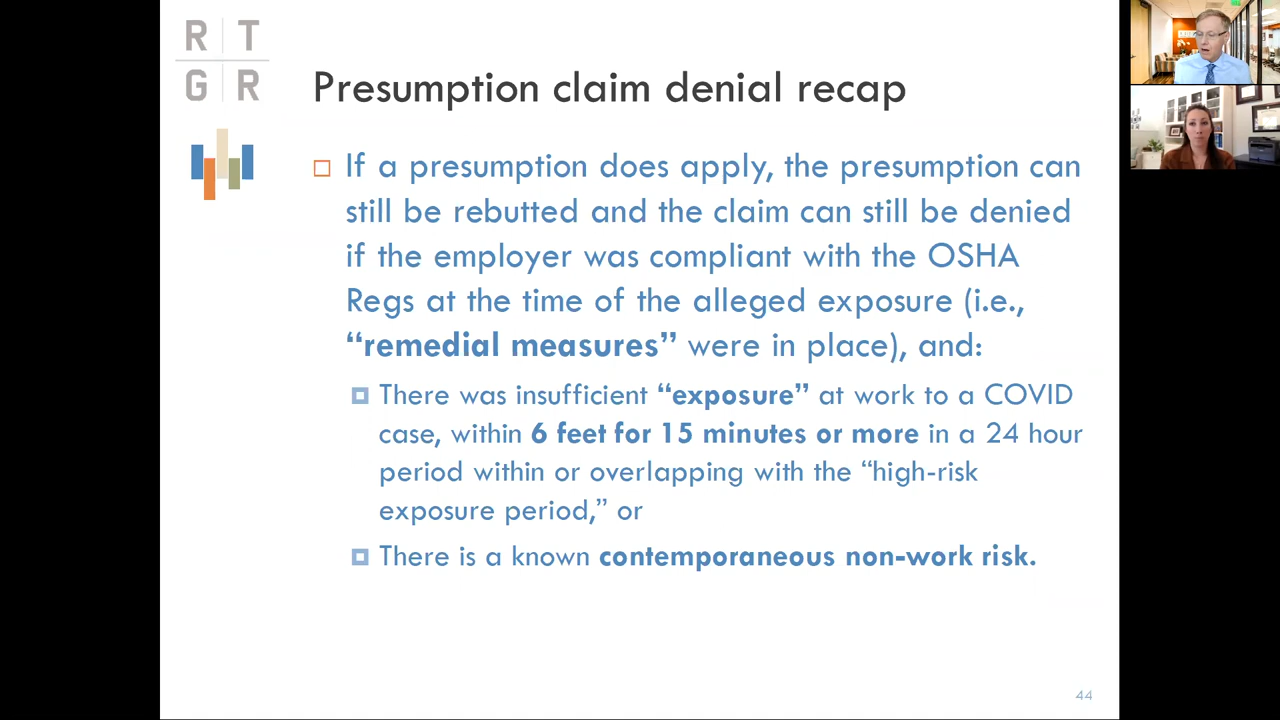 R T
G R
Presumption claim denial recap
If a presumption does apply, the presumption can
still be rebutted and the claim can still be denied
if the employer was compliant with the OSHA
Regs at the time of the alleged exposure (i.e.,
“remedial measures” were in place), and:
There was insufficient “exposure” at work to a COVID
case, within 6 feet for 15 minutes or more in a 24 hour
period within or overlapping with the “high-risk
exposure period,” or
There is a known contemporaneous non-work risk.
44